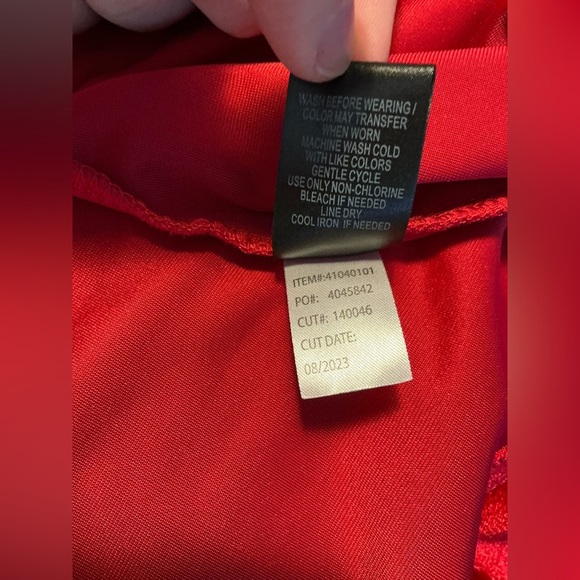 WASH BEFORE WEARING /
COLOR MAY TRANSFER
WHEN WORN
MACHINE WASH COLD
WITH LIKE COLORS
GENTLE CYCLE
USE ONLY NON-CHLORINE
BLEACH IF NEEDED
LINE DRY
COOL IRON IF NEEDED
ITEM#:41040101
PO#: 4045842
CUT#: 140046
CUT DATE:
08/2023